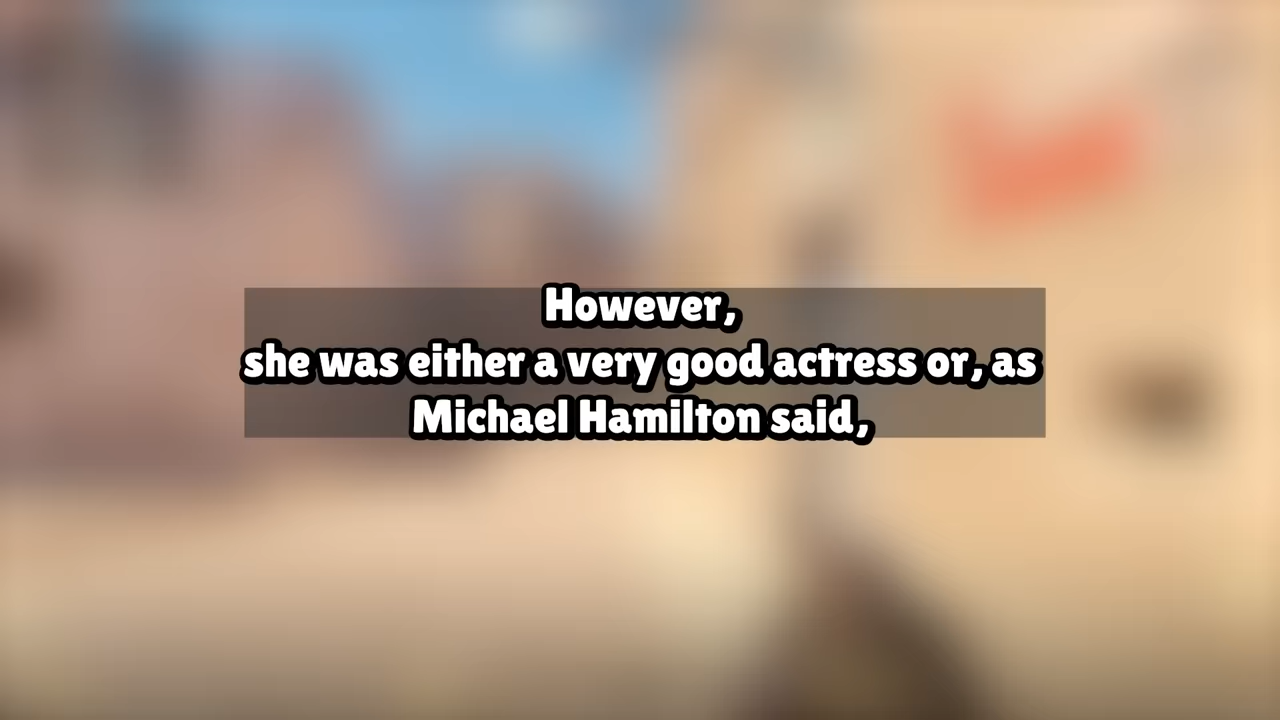 However,
she was either a very good actress or, as
Michael Hamilton said,